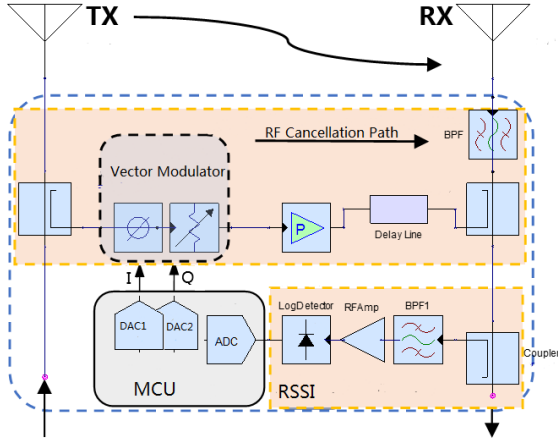 TX
RX
RF Cancellation Path
BPF
Vector Modulator
P
Delay Line
I
Q
LogDetector
RFAmp
BPF1
DAC1
DAC2
ADC
Coupler
MCU
RSSI